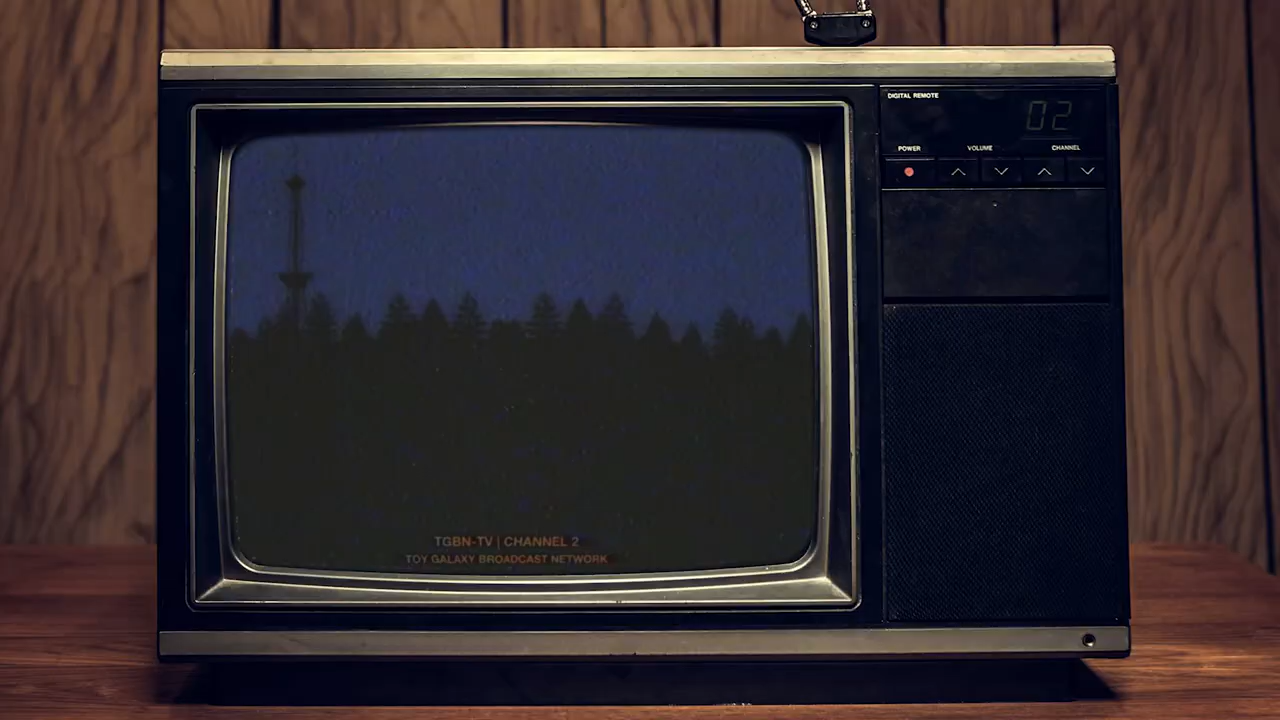 DIGITAL REMOTE
02
POWER VOLUME CHANNEL
TGBN-TV | CHANNEL 2
TOY GALAXY BROADCAST NETWORK